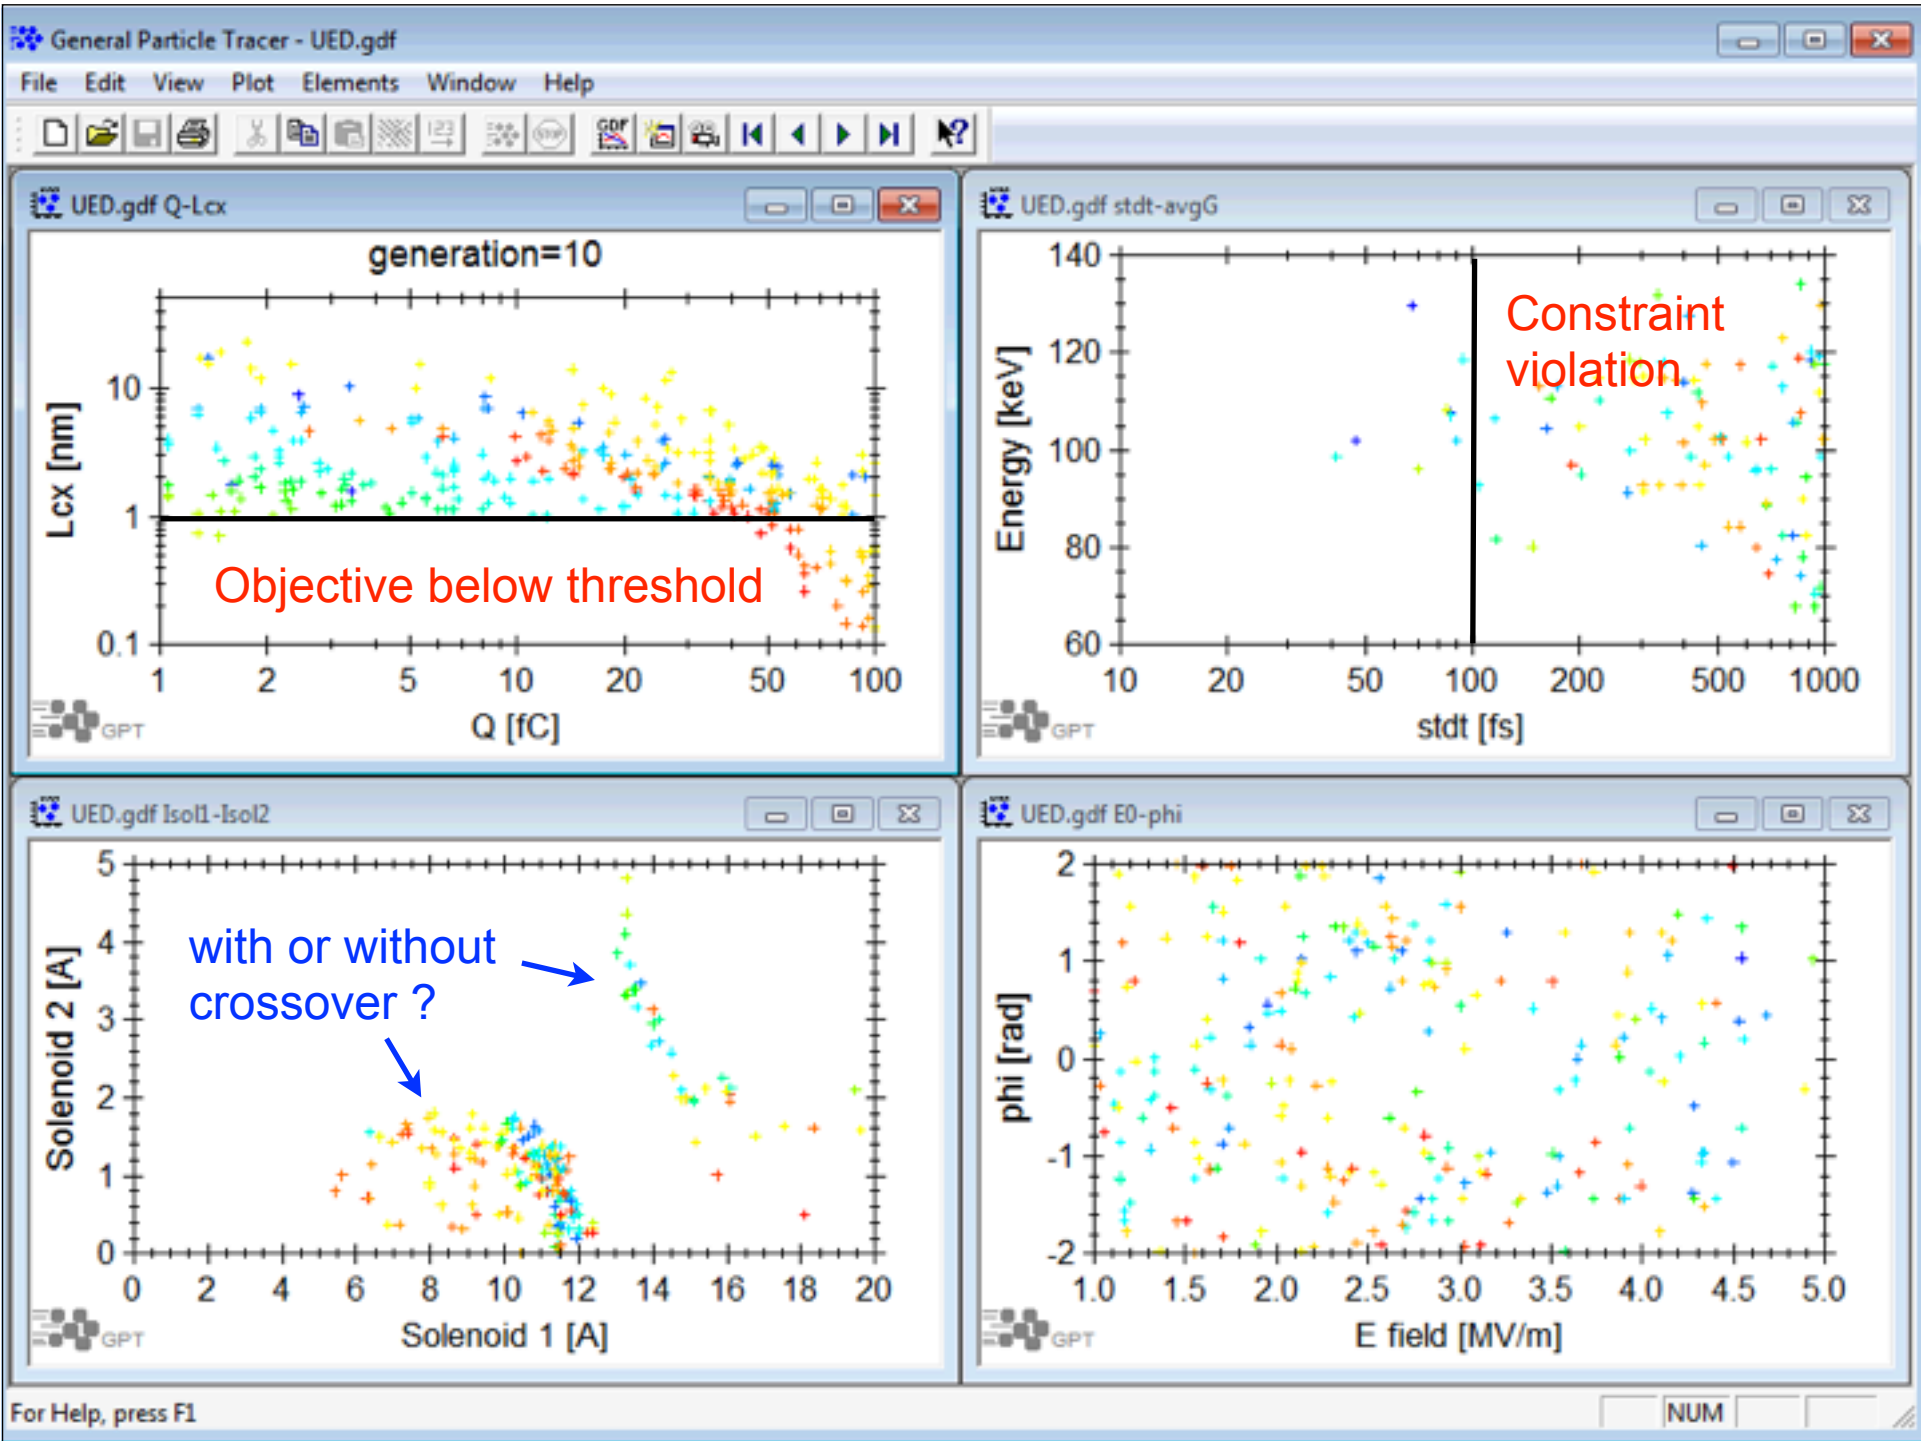 General Particle Tracer - UED.gdf
File Edit View Plot Elements Window Help
123 STOP GDF
UED.gdf Q-Lcx
generation=10
Lcx [nm]
10
1
0.1
Objective below threshold
1 2 5 10 20 50 100
Q [fC]
GPT
UED.gdf stdt-avgG
Energy [keV]
140
120
100
80
60
Constraint
violation
10 20 50 100 200 500 1000
stdt [fs]
GPT
UED.gdf Isol1-Isol2
Solenoid 2 [A]
5
4
3
2
1
0
with or without
crossover ?
0 2 4 6 8 10 12 14 16 18 20
Solenoid 1 [A]
GPT
UED.gdf E0-phi
phi [rad]
2
1
0
-1
-2
1.0 1.5 2.0 2.5 3.0 3.5 4.0 4.5 5.0
E field [MV/m]
GPT
For Help, press F1
NUM